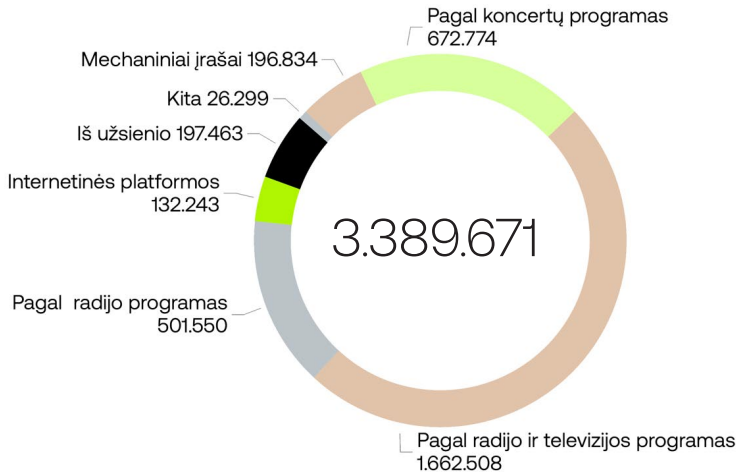 Pagal koncertų programas
672.774
Mechaniniai įrašai 196.834
Kita 26.299
Iš užsienio 197.463
Internetinės platformos
132.243
3.389.671
Pagal radijo programas
501.550
Pagal radijo ir televizijos programas
1.662.508